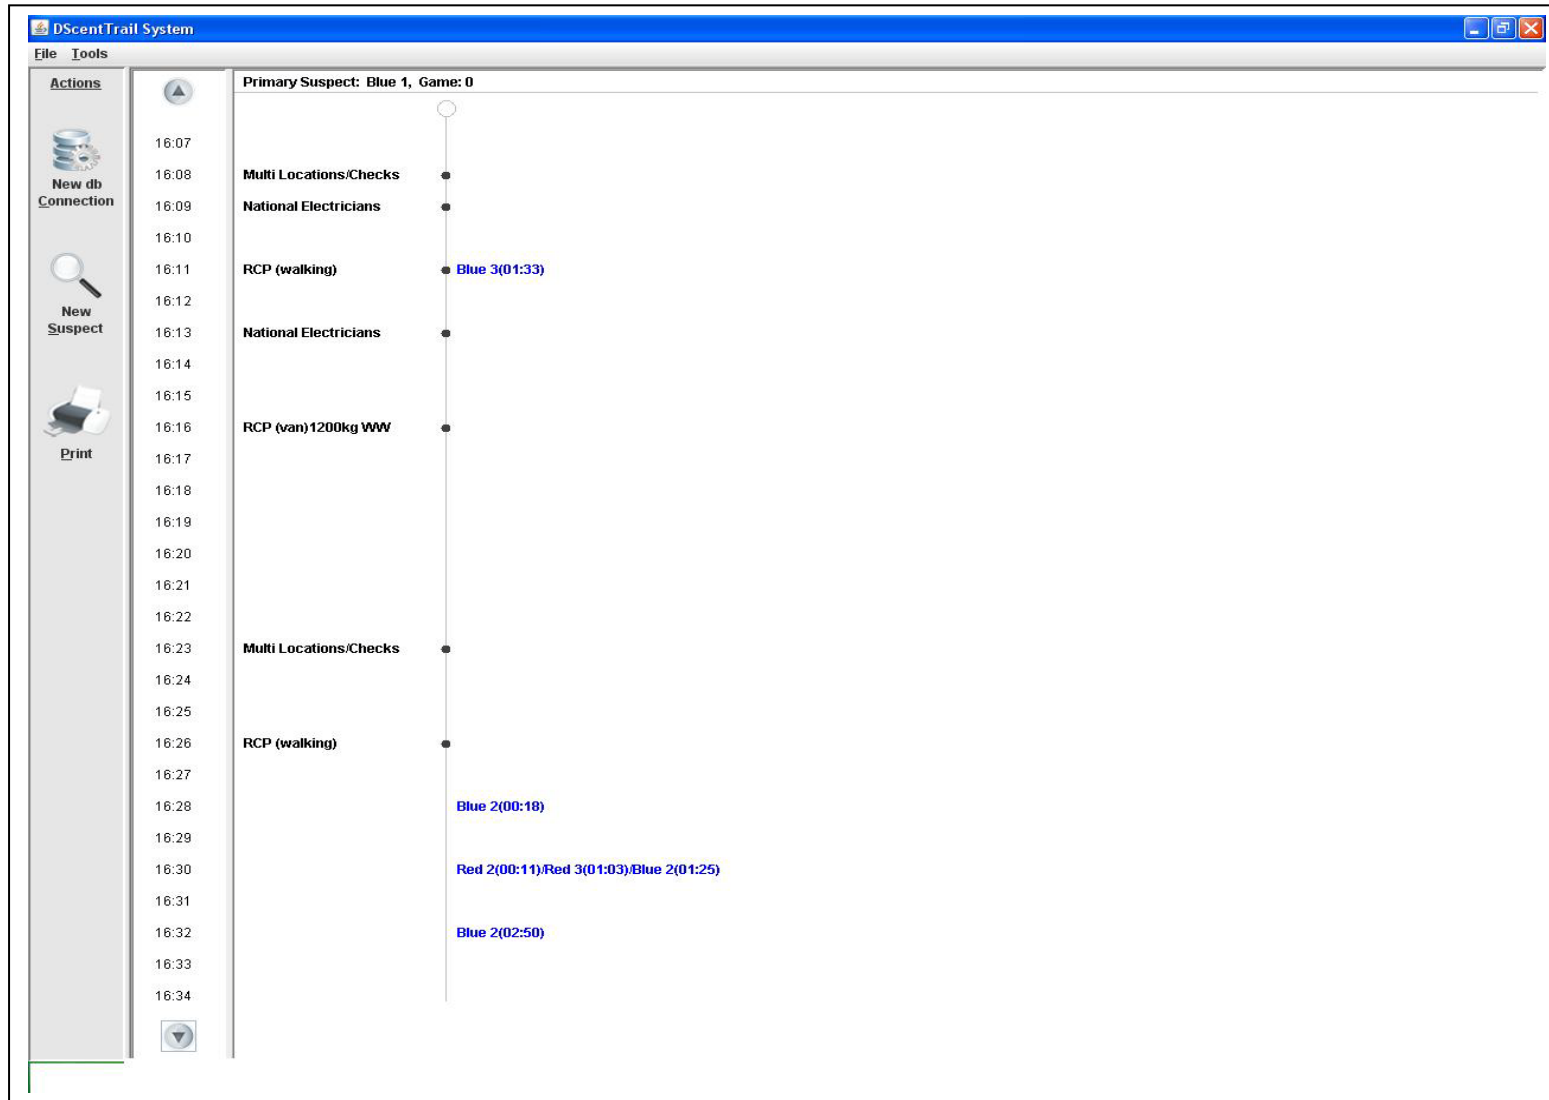 DScentTrail System
File Tools
Actions
New db
Connection
New
Suspect
Print
Primary Suspect: Blue 1, Game: 0
16:07
16:08 Multi Locations/Checks
16:09 National Electricians
16:10
16:11 RCP (walking) Blue 3(01:33)
16:12
16:13 National Electricians
16:14
16:15
16:16 RCP (van)1200kg WW
16:17
16:18
16:19
16:20
16:21
16:22
16:23 Multi Locations/Checks
16:24
16:25
16:26 RCP (walking)
16:27
16:28 Blue 2(00:18)
16:29
16:30 Red 2(00:11)/Red 3(01:03)/Blue 2(01:25)
16:31
16:32 Blue 2(02:50)
16:33
16:34